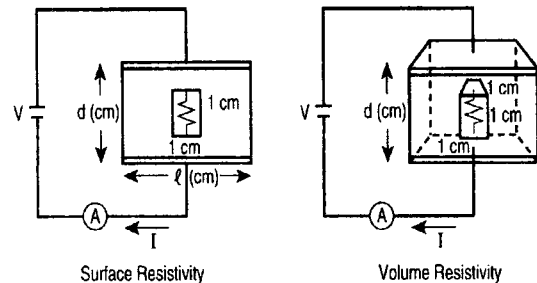 V
d (cm)
1 cm
1 cm
ℓ (cm)
A
I
Surface Resistivity
V
d (cm)
1 cm
1 cm
1 cm
A
I
Volume Resistivity